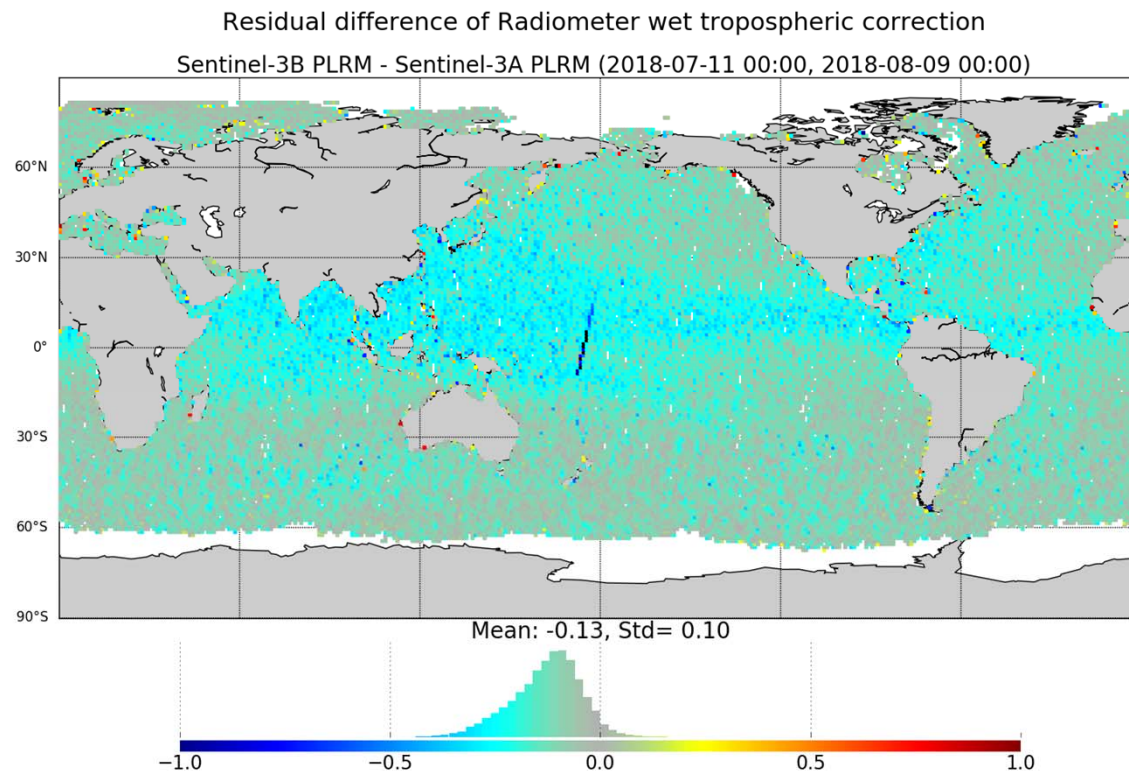 Residual difference of Radiometer wet tropospheric correction
Sentinel-3B PLRM - Sentinel-3A PLRM (2018-07-11 00:00, 2018-08-09 00:00)
60°N
30°N
0°
30°S
60°S
90°S
Mean: -0.13, Std= 0.10
−1.0 −0.5 0.0 0.5 1.0